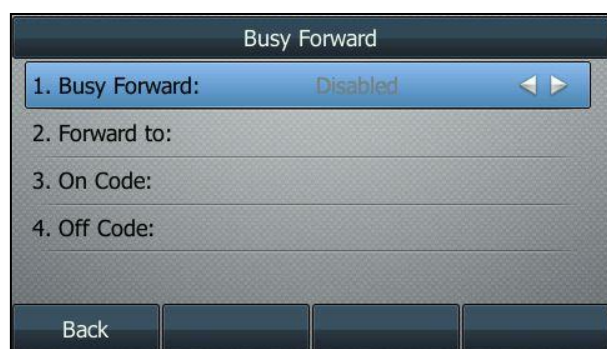 Busy Forward
1. Busy Forward: Disabled
2. Forward to:
3. On Code:
4. Off Code:
Back